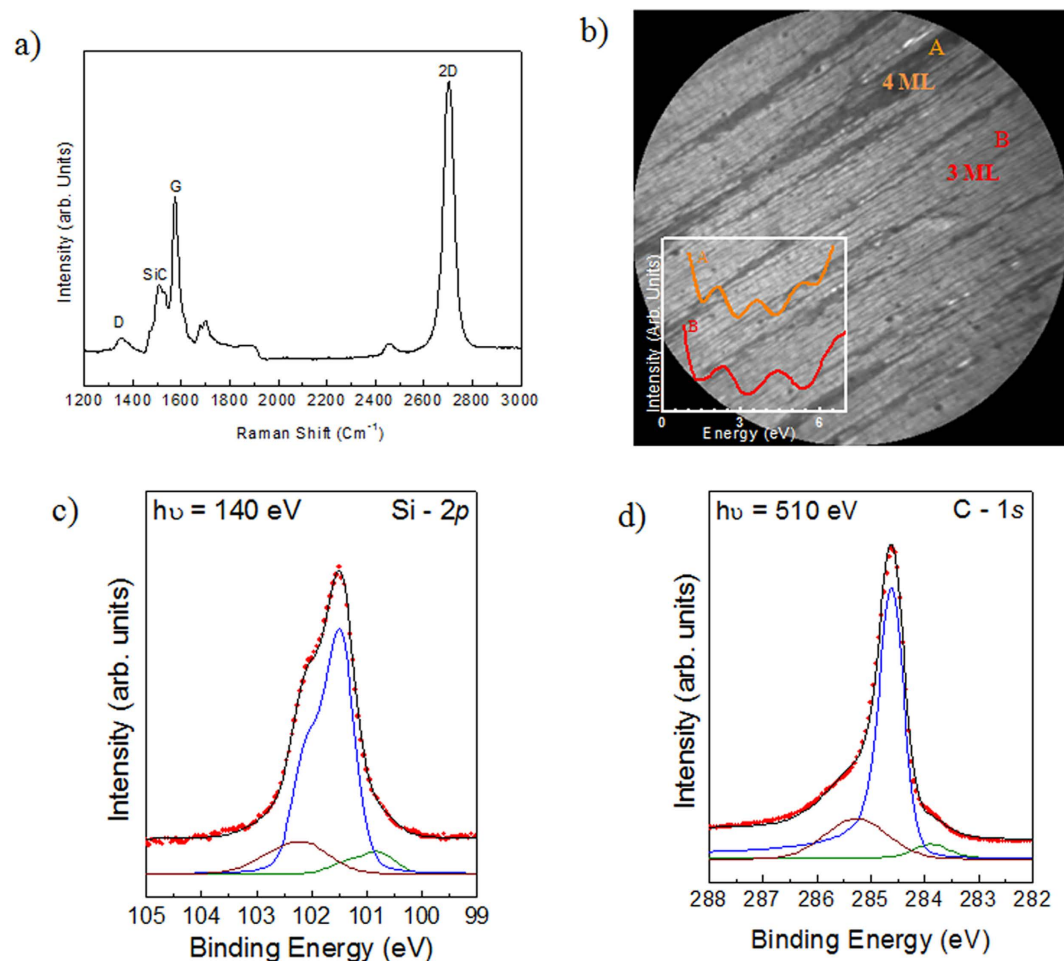 a)
Intensity (arb. Units)
D
SiC
G
2D
1200 1400 1600 1800 2000 2200 2400 2600 2800 3000
Raman Shift (Cm⁻¹)
b)
A
4 ML
B
3 ML
Intensity (Arb. Units)
A
B
0 3 6
Energy (eV)
c)
hυ = 140 eV Si - 2p
Intensity (arb. units)
105 104 103 102 101 100 99
Binding Energy (eV)
d)
hυ = 510 eV C - 1s
Intensity (arb. units)
288 287 286 285 284 283 282
Binding Energy (eV)